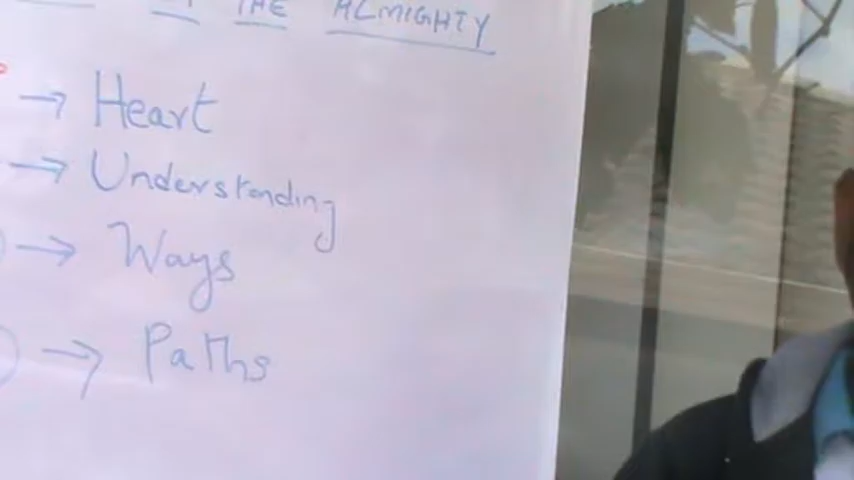 THE ALMIGHTY
→ Heart
→ Understanding
→ Ways
→ Paths